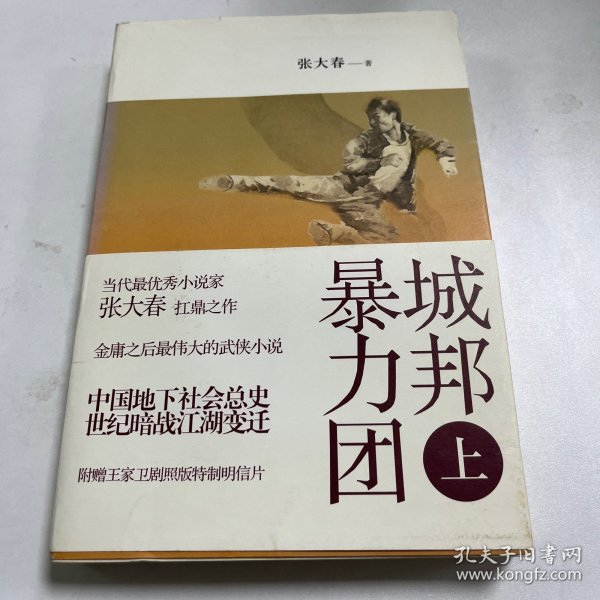 张大春——著
城邦
暴力团
上
当代最优秀小说家
张大春 扛鼎之作
金庸之后最伟大的武侠小说
中国地下社会总史
世纪暗战江湖变迁
附赠王家卫剧照版特制明信片
孔夫子旧书网
www.kongfz.com